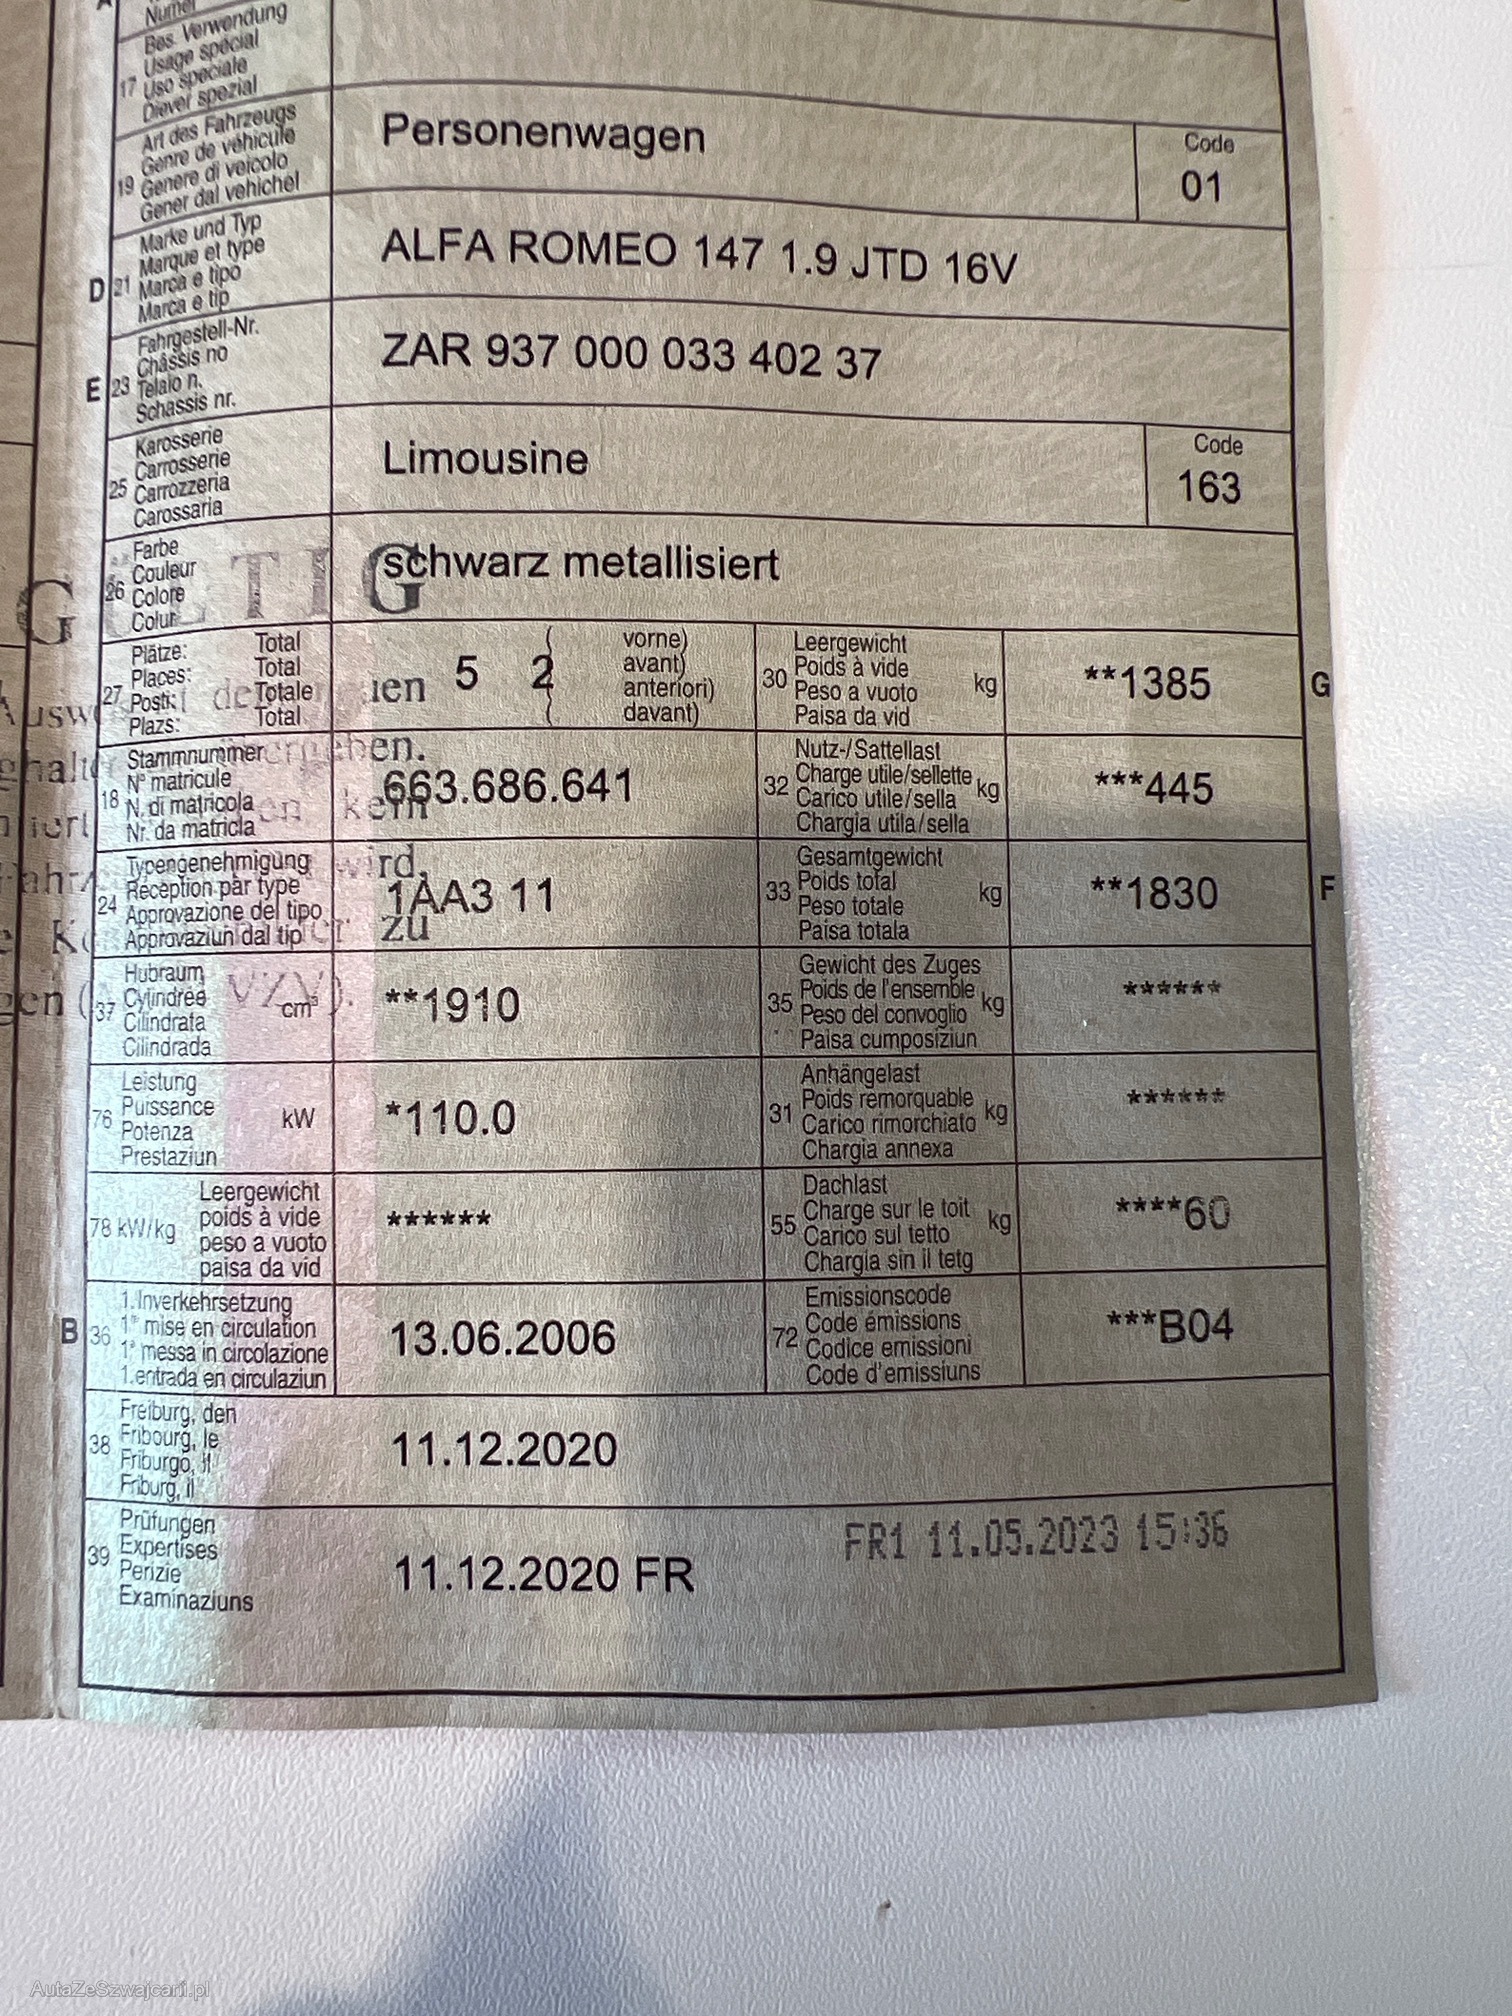 A
Numer
Bes. Verwendung
Usage spécial
17 Uso speciale
Diever spezial
Art des Fahrzeugs
Genre de véhicule
19 Genere di veicolo
Gener dal vehichel
Personenwagen
Code
01
Marke und Typ
Marque et type
D 21 Marca e tipo
Marca e tip
ALFA ROMEO 147 1.9 JTD 16V
Fahrgestell-Nr.
Châssis no
E 23 Telaio n.
Schassis nr.
ZAR 937 000 033 402 37
Karosserie
Carrosserie
25 Carrozzeria
Carossaria
Limousine
Code
163
Farbe
Couleur
26 Colore
Colur
schwarz metallisiert
Plätze: Total
Places: Total
27 Posti: Totale
Plazs: Total
5 2
( vorne)
avant)
anteriori)
( davant)
Leergewicht
30 Poids à vide
Peso a vuoto kg
Paisa da vid
**1385
G
Stammnummer
N° matricule
18 N. di matricola
Nr. da matricla
663.686.641
Nutz-/Sattellast
32 Charge utile/sellette kg
Carico utile/sella
Chargia utila/sella
***445
Typengenehmigung
Réception par type
24 Approvazione del tipo
Approvaziun dal tip
1AA3 11
Gesamtgewicht
33 Poids total kg
Peso totale
Paisa totala
**1830
F
Hubraum
37 Cylindrée cm³
Cilindrata
Cilindrada
**1910
Gewicht des Zuges
35 Poids de l'ensemble kg
Peso del convoglio
Paisa cumposiziun
******
Leistung
76 Puissance kW
Potenza
Prestaziun
*110.0
Anhängelast
31 Poids remorquable kg
Carico rimorchiato
Chargia annexa
******
Leergewicht
78 kW/kg poids à vide
peso a vuoto
paisa da vid
******
Dachlast
55 Charge sur le toit kg
Carico sul tetto
Chargia sin il tetg
****60
1.Inverkehrsetzung
B 36 1re mise en circulation
1a messa in circolazione
1.entrada en circulaziun
13.06.2006
Emissionscode
72 Code émissions
Codice emissioni
Code d'emissiuns
***B04
Freiburg, den
38 Fribourg, le
Friburgo, il
Friburg, il
11.12.2020
Prüfungen
39 Expertises
Perizie
Examinaziuns
11.12.2020 FR
FR1 11.05.2023 15:36
AutaZeSzwajcarii.pl